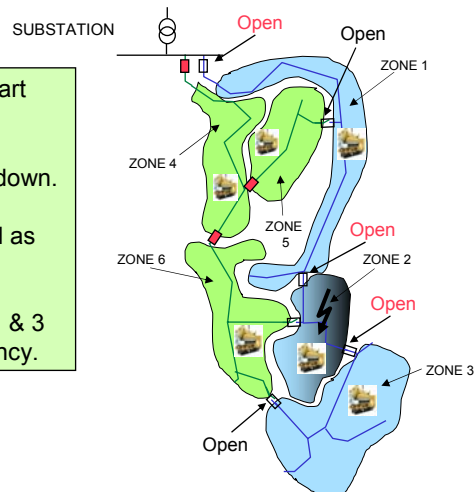 SUBSTATION
Open
Open
ZONE 1
art
down.
d as
& 3
ncy.
ZONE 4
ZONE
5
Open
ZONE 6
ZONE 2
Open
ZONE 3
Open